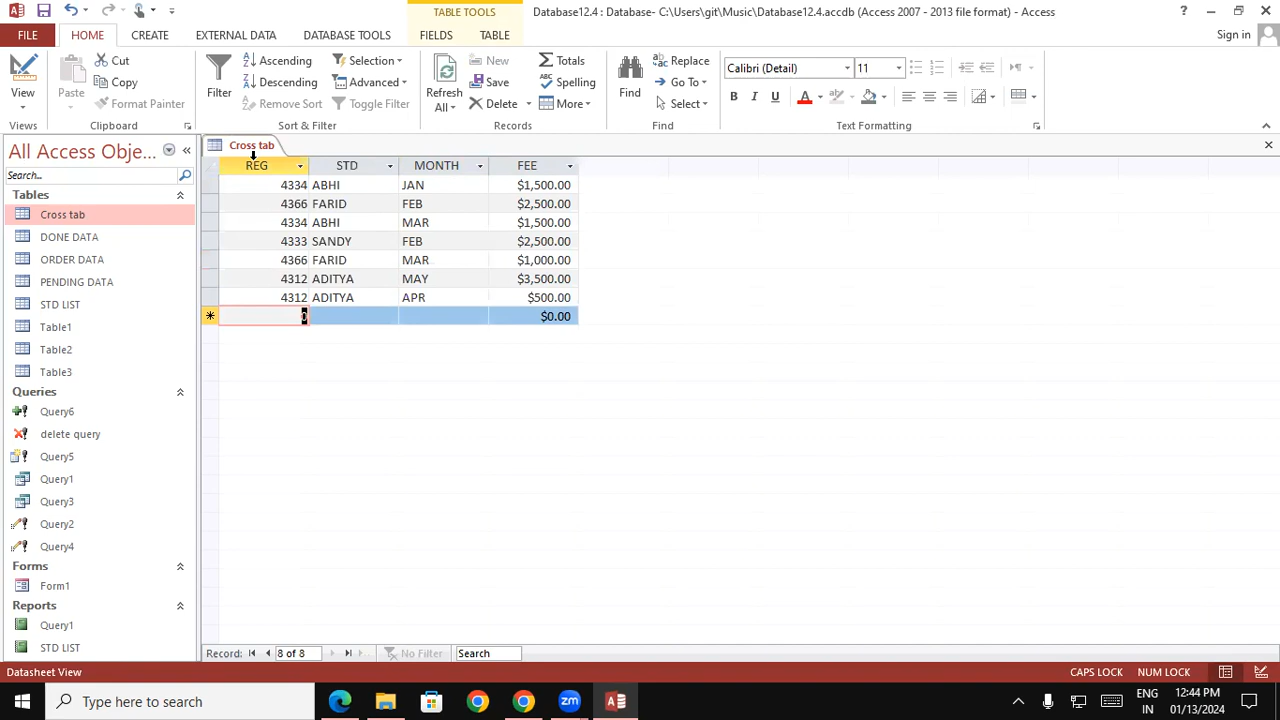 TABLE TOOLS
Database12.4 : Database- C:\Users\git\Music\Database12.4.accdb (Access 2007 - 2013 file format) - Access
?
FILE HOME CREATE EXTERNAL DATA DATABASE TOOLS FIELDS TABLE Sign in
View
Views
Paste
Cut
Copy
Format Painter
Clipboard
Filter
Ascending
Descending
Remove Sort
Selection
Advanced
Toggle Filter
Sort & Filter
Refresh
All
New
Save
Delete
Totals
Spelling
More
Records
Find
Replace
Go To
Select
Find
Calibri (Detail) 11
B I U A
Text Formatting
All Access Obje...
Search...
Tables
Cross tab
DONE DATA
ORDER DATA
PENDING DATA
STD LIST
Table1
Table2
Table3
Queries
Query6
delete query
Query5
Query1
Query3
Query2
Query4
Forms
Form1
Reports
Query1
STD LIST
Cross tab
REG STD MONTH FEE
4334 ABHI JAN $1,500.00
4366 FARID FEB $2,500.00
4334 ABHI MAR $1,500.00
4333 SANDY FEB $2,500.00
4366 FARID MAR $1,000.00
4312 ADITYA MAY $3,500.00
4312 ADITYA APR $500.00
* 0 $0.00
Record: 8 of 8 No Filter Search
Datasheet View CAPS LOCK NUM LOCK
Type here to search
zm
ENG
IN
12:44 PM
01/13/2024